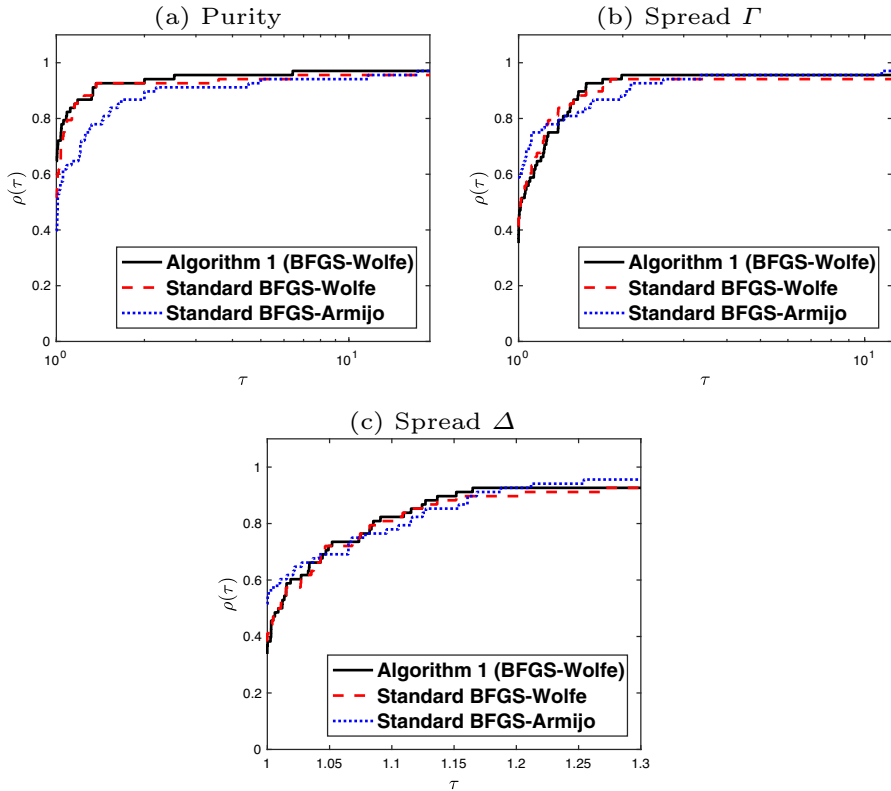 (a) Purity
1
0.8
0.6
0.4
0.2
0
ρ(τ)
Algorithm 1 (BFGS-Wolfe)
Standard BFGS-Wolfe
Standard BFGS-Armijo
10⁰
10¹
τ
(b) Spread Γ
1
0.8
0.6
0.4
0.2
0
ρ(τ)
Algorithm 1 (BFGS-Wolfe)
Standard BFGS-Wolfe
Standard BFGS-Armijo
10⁰
10¹
τ
(c) Spread Δ
1
0.8
0.6
0.4
0.2
0
ρ(τ)
Algorithm 1 (BFGS-Wolfe)
Standard BFGS-Wolfe
Standard BFGS-Armijo
1 1.05 1.1 1.15 1.2 1.25 1.3
τ